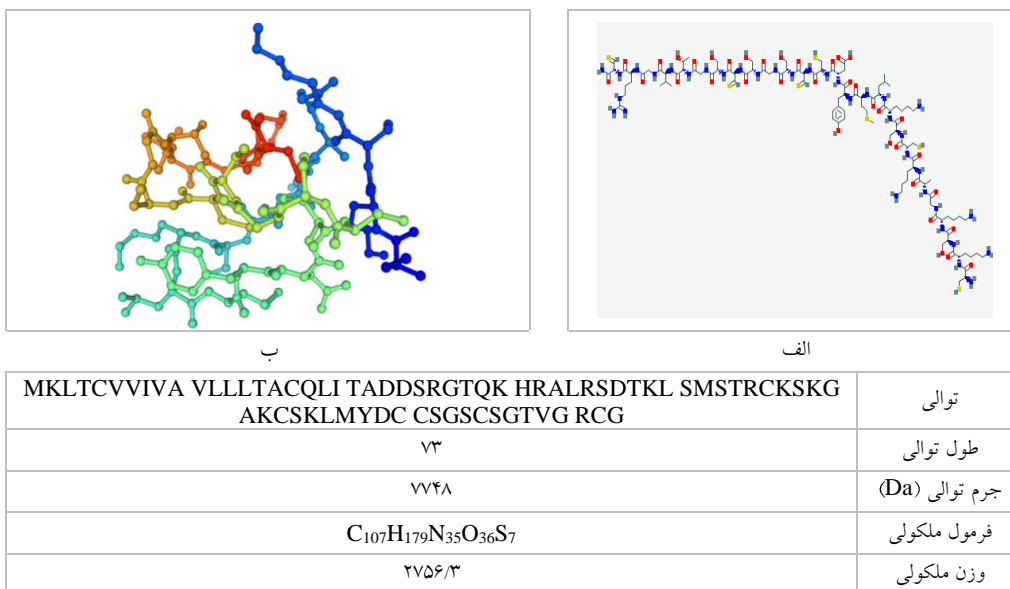 الف
ب
توالی
MKLTCVVIVA VLLLTACQLI TADDSRGTQK HRALRSDTKL SMSTRCKSKG
AKCSKLMYDC CSGSCSGTVG RCG
طول توالی
۷۳
جرم توالی (Da)
۷۷۴۸
فرمول ملکولی
C₁₀₇H₁₇₉N₃₅O₃₆S₇
وزن ملکولی
۲۷۵۶/۳